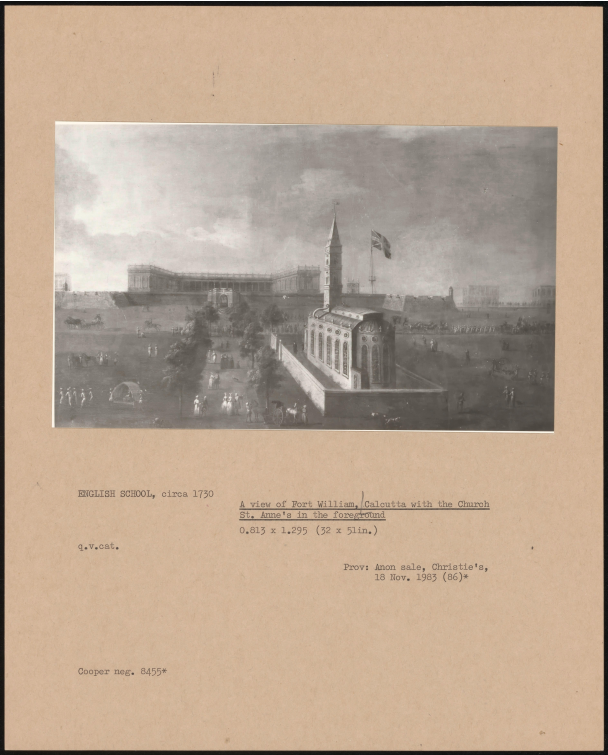 ENGLISH SCHOOL, circa 1730
A view of Fort William, Calcutta with the Church
St. Anne's in the foreground
0.813 x 1.295 (32 x 51in.)
q.v.cat.
Prov: Anon sale, Christie's,
18 Nov. 1983 (86)*
Cooper neg. 8455*